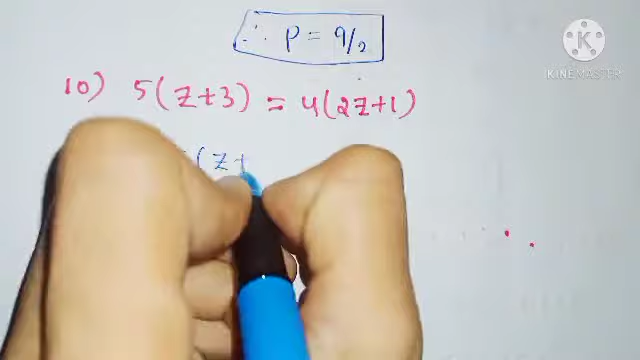 ∴ P = 9/2
KINEMASTER
10) 5(z+3) = 4(2z+1)
(z+